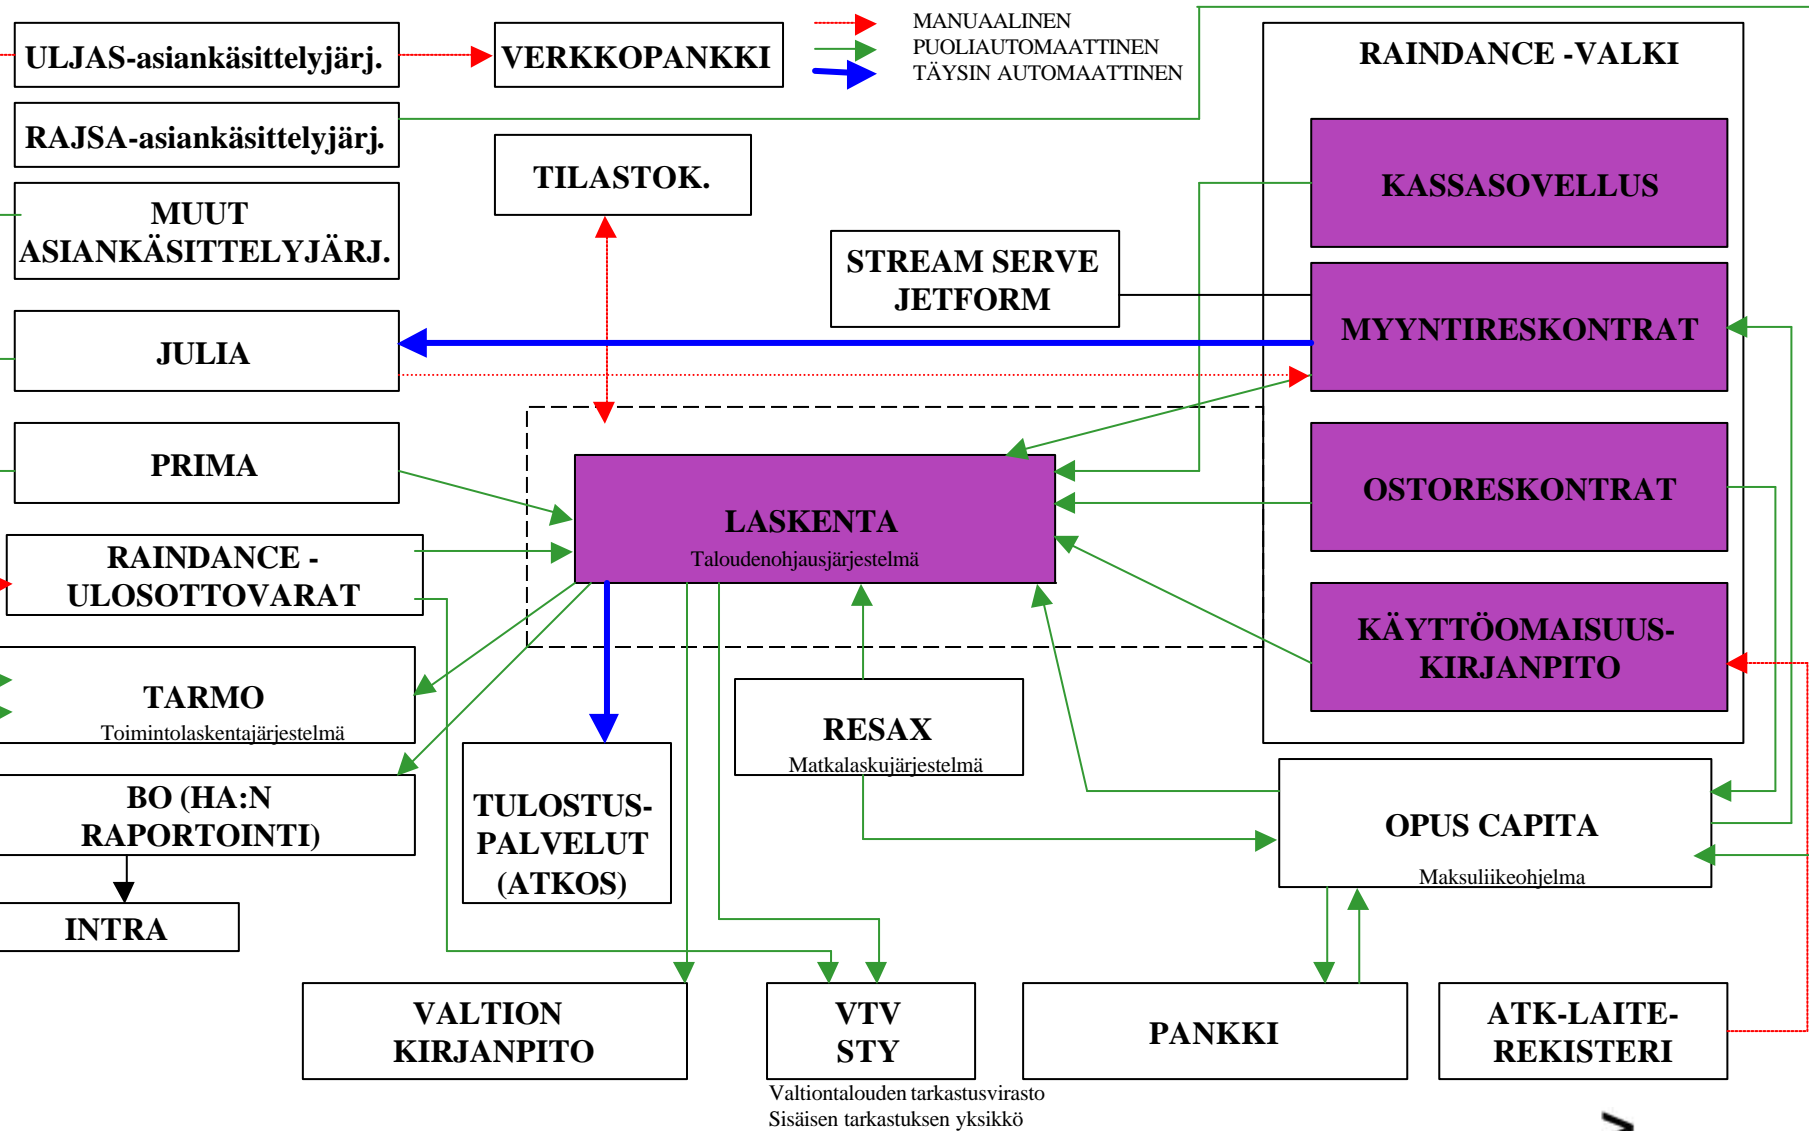 ULJAS-asiankäsittelyjärj.
VERKKOPANKKI
MANUAALINEN
PUOLIAUTOMAATTINEN
TÄYSIN AUTOMAATTINEN
RAINDANCE -VALKI
RAJSA-asiankäsittelyjärj.
TILASTOK.
KASSASOVELLUS
MUUT
ASIANKÄSITTELYJÄRJ.
STREAM SERVE
JETFORM
MYYNTIRESKONTRAT
JULIA
PRIMA
OSTORESKONTRAT
LASKENTA
Taloudenohjausjärjestelmä
RAINDANCE -
ULOSOTTOVARAT
KÄYTTÖOMAISUUS-
KIRJANPITO
TARMO
Toimintolaskentajärjestelmä
RESAX
Matkalaskujärjestelmä
BO (HA:N
RAPORTOINTI)
TULOSTUS-
PALVELUT
(ATKOS)
OPUS CAPITA
Maksuliikeohjelma
INTRA
VALTION
KIRJANPITO
VTV
STY
PANKKI
ATK-LAITE-
REKISTERI
Valtiontalouden tarkastusvirasto
Sisäisen tarkastuksen yksikkö